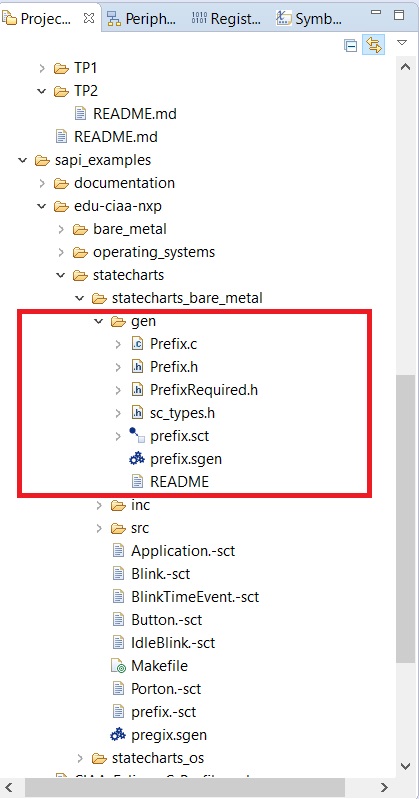 Projec... Periph... Regist... Symb...
TP1
TP2
README.md
README.md
sapi_examples
documentation
edu-ciaa-nxp
bare_metal
operating_systems
statecharts
statecharts_bare_metal
gen
Prefix.c
Prefix.h
PrefixRequired.h
sc_types.h
prefix.sct
prefix.sgen
README
inc
src
Application.-sct
Blink.-sct
BlinkTimeEvent.-sct
Button.-sct
IdleBlink.-sct
Makefile
Porton.-sct
prefix.-sct
pregix.sgen
statecharts_os